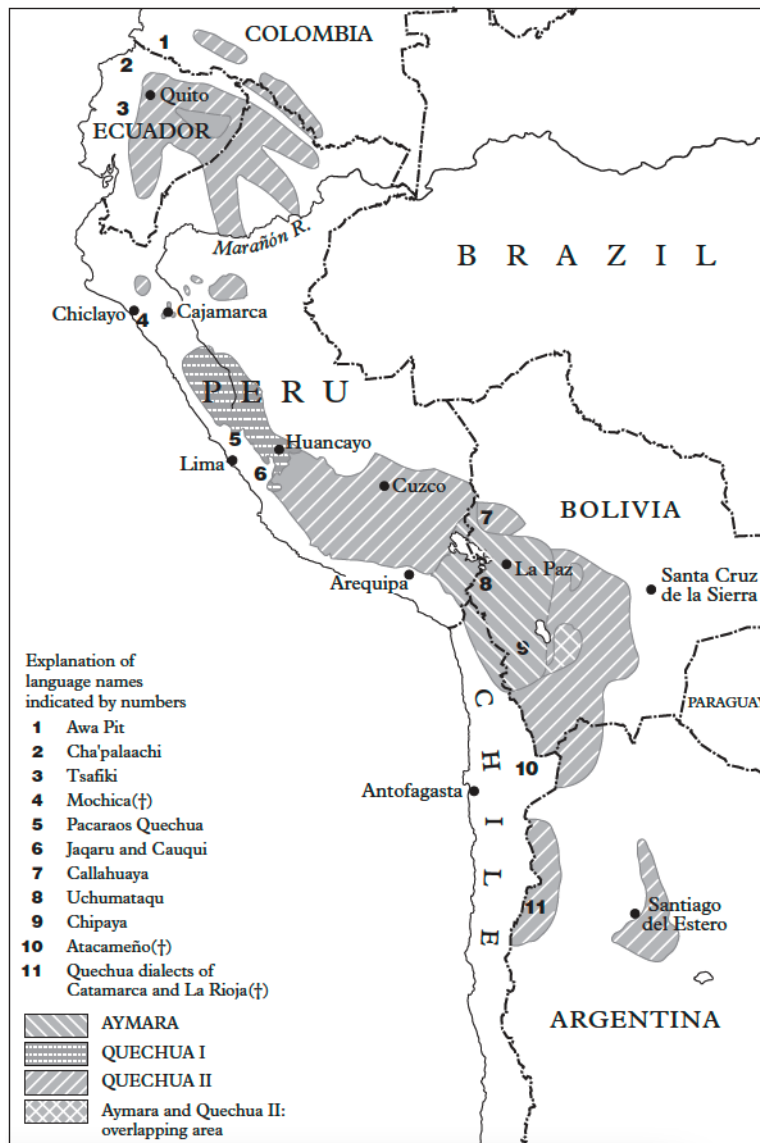 COLOMBIA
1
2
Quito
3
ECUADOR
Marañón R.
B R A Z I L
Chiclayo
4
Cajamarca
P E R U
5
Huancayo
Lima
6
Cuzco
7
BOLIVIA
La Paz
8
Arequipa
Santa Cruz
de la Sierra
9
PARAGUAY
C H I L E
10
Antofagasta
11
Santiago
del Estero
ARGENTINA
Explanation of
language names
indicated by numbers
1 Awa Pit
2 Cha'palaachi
3 Tsafiki
4 Mochica(†)
5 Pacaraos Quechua
6 Jaqaru and Cauqui
7 Callahuaya
8 Uchumataqu
9 Chipaya
10 Atacameño(†)
11 Quechua dialects of
Catamarca and La Rioja(†)
AYMARA
QUECHUA I
QUECHUA II
Aymara and Quechua II:
overlapping area